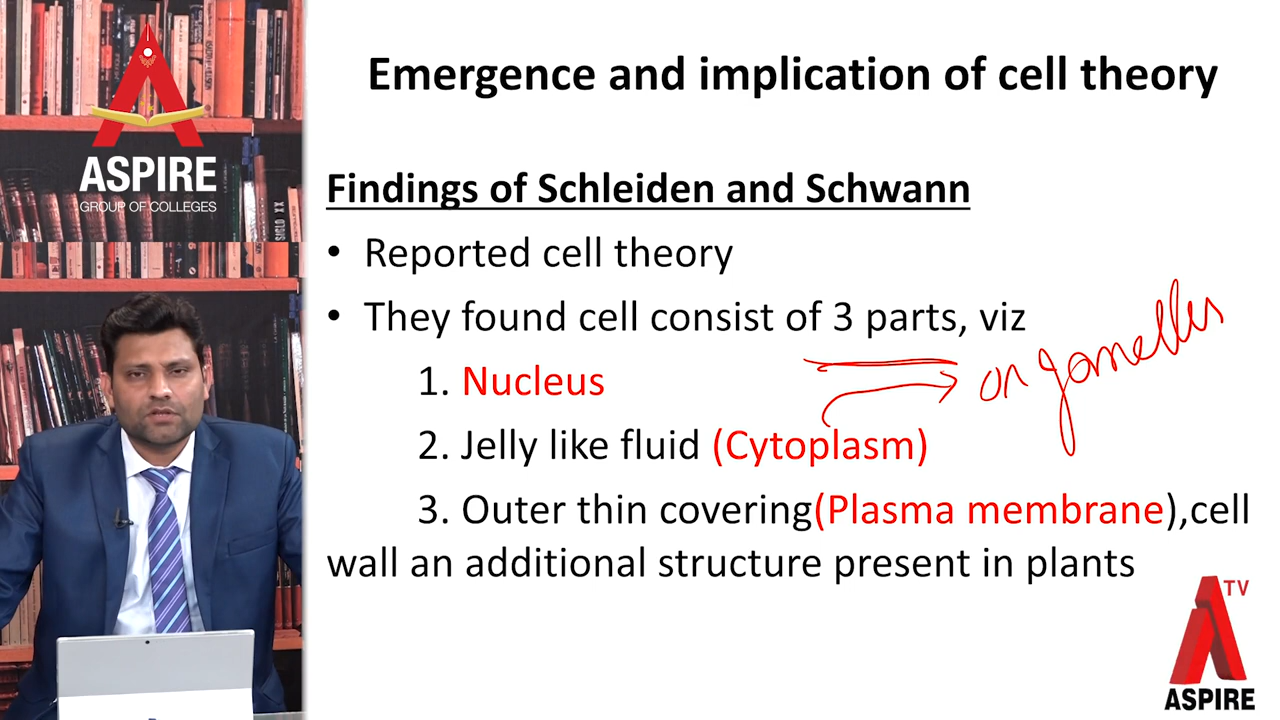 ASPIRE
GROUP OF COLLEGES
Emergence and implication of cell theory
Findings of Schleiden and Schwann
• Reported cell theory
• They found cell consist of 3 parts, viz
1. Nucleus
organelles
2. Jelly like fluid (Cytoplasm)
3. Outer thin covering(Plasma membrane),cell
wall an additional structure present in plants
TV
ASPIRE